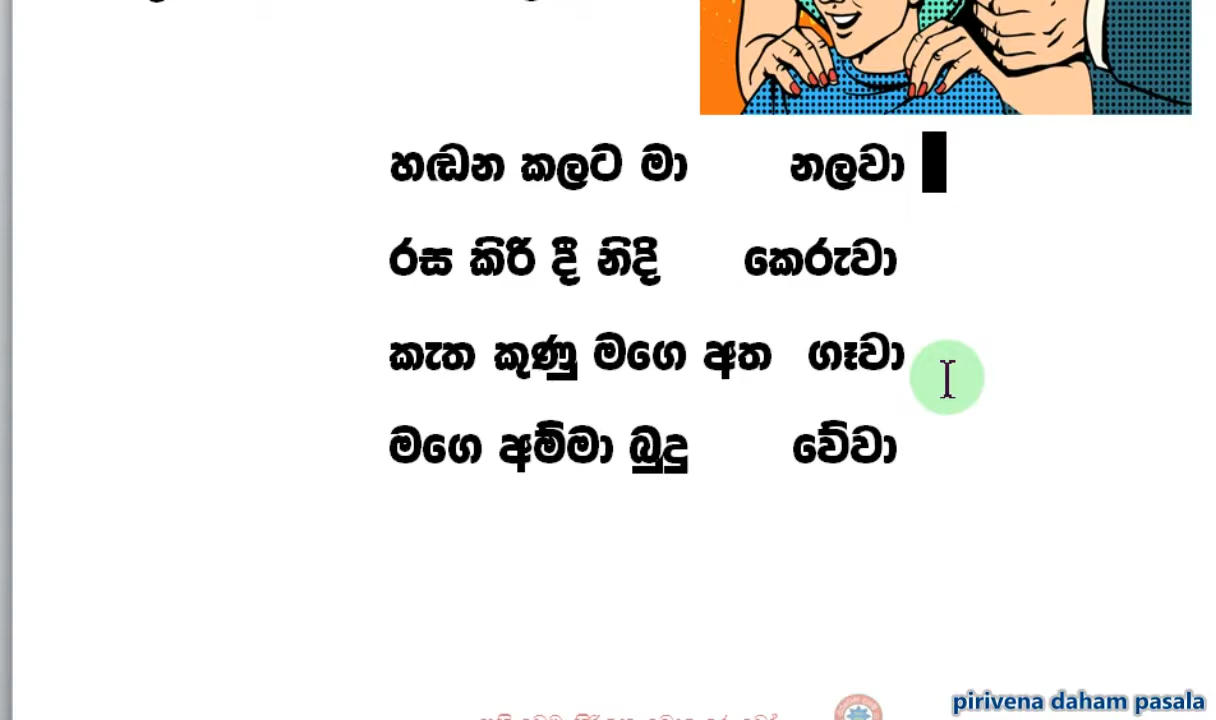 හඬන කලට මා නලවා
රස කිරි දී නිදි කෙරුවා
කැත කුණු මගෙ අත ගෑවා
මගෙ අම්මා බුදු වේවා
pirivena daham pasala